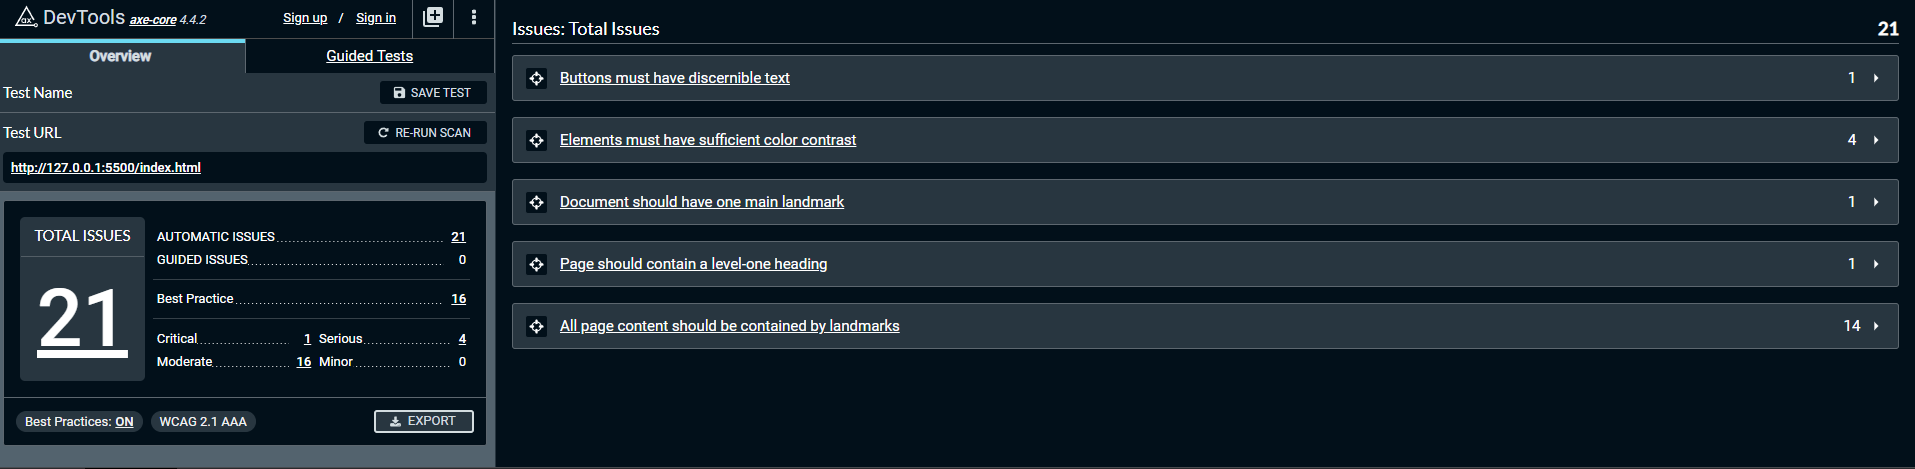 DevTools axe-core 4.4.2
Sign up / Sign in
Overview
Guided Tests
Test Name
SAVE TEST
Test URL
RE-RUN SCAN
http://127.0.0.1:5500/index.html
TOTAL ISSUES
21
AUTOMATIC ISSUES 21
GUIDED ISSUES 0
Best Practice 16
Critical 1 Serious 4
Moderate 16 Minor 0
Best Practices: ON
WCAG 2.1 AAA
EXPORT
Issues: Total Issues 21
Buttons must have discernible text 1
Elements must have sufficient color contrast 4
Document should have one main landmark 1
Page should contain a level-one heading 1
All page content should be contained by landmarks 14